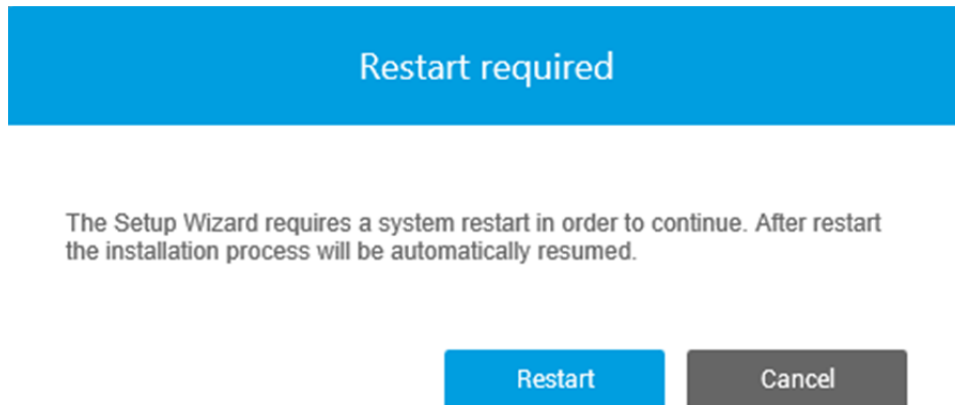 Restart required
The Setup Wizard requires a system restart in order to continue. After restart
the installation process will be automatically resumed.
Restart Cancel